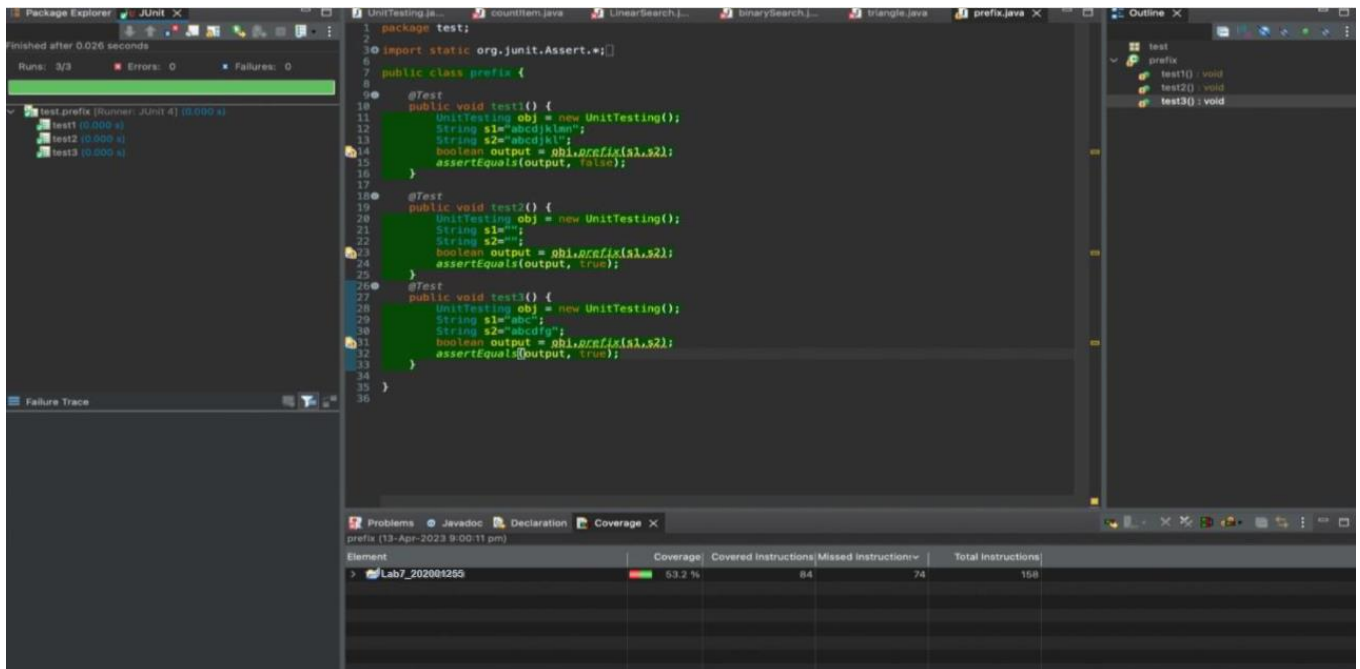 Package Explorer JUnit
Finished after 0.026 seconds
Runs: 3/3 Errors: 0 Failures: 0
test.prefix [Runner: JUnit 4] (0.000 s)
test1 (0.000 s)
test2 (0.000 s)
test3 (0.000 s)
Failure Trace
UnitTesting.ja... countItem.java LinearSearch.j... binarySearch.j... triangle.java prefix.java
1 package test;
2
3 import static org.junit.Assert.*;
6
7 public class prefix {
8
9 @Test
10 public void test1() {
11 UnitTesting obj = new UnitTesting();
12 String s1="abcdjklmn";
13 String s2="abcdjkl";
14 boolean output = obj.prefix(s1,s2);
15 assertEquals(output, false);
16 }
17
18 @Test
19 public void test2() {
20 UnitTesting obj = new UnitTesting();
21 String s1="";
22 String s2="";
23 boolean output = obj.prefix(s1,s2);
24 assertEquals(output, true);
25 }
26 @Test
27 public void test3() {
28 UnitTesting obj = new UnitTesting();
29 String s1="abc";
30 String s2="abcdfg";
31 boolean output = obj.prefix(s1,s2);
32 assertEquals(output, true);
33 }
34
35 }
36
Outline
test
prefix
test1() : void
test2() : void
test3() : void
Problems Javadoc Declaration Coverage
prefix (13-Apr-2023 9:00:11 pm)
Element Coverage Covered Instructions Missed Instructions Total Instructions
Lab7_202001255 53.2 % 84 74 158